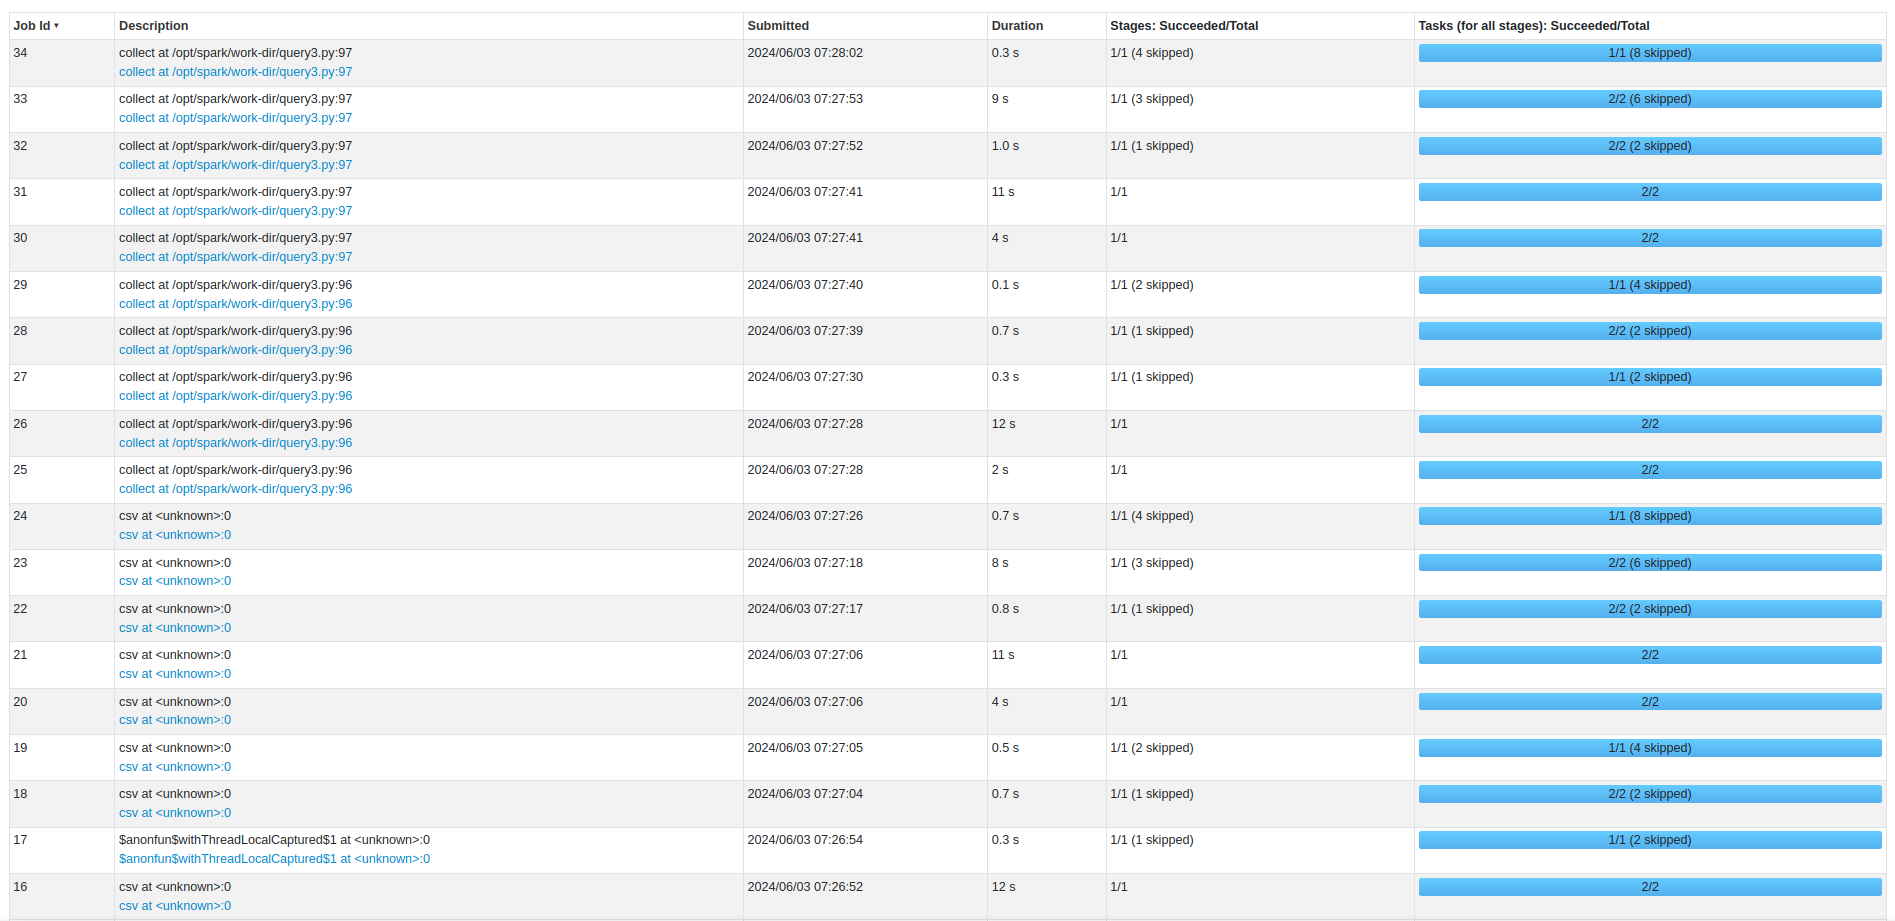 Job Id ▾ Description Submitted Duration Stages: Succeeded/Total Tasks (for all stages): Succeeded/Total
34 collect at /opt/spark/work-dir/query3.py:97 2024/06/03 07:28:02 0.3 s 1/1 (4 skipped) 1/1 (8 skipped)
collect at /opt/spark/work-dir/query3.py:97
33 collect at /opt/spark/work-dir/query3.py:97 2024/06/03 07:27:53 9 s 1/1 (3 skipped) 2/2 (6 skipped)
collect at /opt/spark/work-dir/query3.py:97
32 collect at /opt/spark/work-dir/query3.py:97 2024/06/03 07:27:52 1.0 s 1/1 (1 skipped) 2/2 (2 skipped)
collect at /opt/spark/work-dir/query3.py:97
31 collect at /opt/spark/work-dir/query3.py:97 2024/06/03 07:27:41 11 s 1/1 2/2
collect at /opt/spark/work-dir/query3.py:97
30 collect at /opt/spark/work-dir/query3.py:97 2024/06/03 07:27:41 4 s 1/1 2/2
collect at /opt/spark/work-dir/query3.py:97
29 collect at /opt/spark/work-dir/query3.py:96 2024/06/03 07:27:40 0.1 s 1/1 (2 skipped) 1/1 (4 skipped)
collect at /opt/spark/work-dir/query3.py:96
28 collect at /opt/spark/work-dir/query3.py:96 2024/06/03 07:27:39 0.7 s 1/1 (1 skipped) 2/2 (2 skipped)
collect at /opt/spark/work-dir/query3.py:96
27 collect at /opt/spark/work-dir/query3.py:96 2024/06/03 07:27:30 0.3 s 1/1 (1 skipped) 1/1 (2 skipped)
collect at /opt/spark/work-dir/query3.py:96
26 collect at /opt/spark/work-dir/query3.py:96 2024/06/03 07:27:28 12 s 1/1 2/2
collect at /opt/spark/work-dir/query3.py:96
25 collect at /opt/spark/work-dir/query3.py:96 2024/06/03 07:27:28 2 s 1/1 2/2
collect at /opt/spark/work-dir/query3.py:96
24 csv at <unknown>:0 2024/06/03 07:27:26 0.7 s 1/1 (4 skipped) 1/1 (8 skipped)
csv at <unknown>:0
23 csv at <unknown>:0 2024/06/03 07:27:18 8 s 1/1 (3 skipped) 2/2 (6 skipped)
csv at <unknown>:0
22 csv at <unknown>:0 2024/06/03 07:27:17 0.8 s 1/1 (1 skipped) 2/2 (2 skipped)
csv at <unknown>:0
21 csv at <unknown>:0 2024/06/03 07:27:06 11 s 1/1 2/2
csv at <unknown>:0
20 csv at <unknown>:0 2024/06/03 07:27:06 4 s 1/1 2/2
csv at <unknown>:0
19 csv at <unknown>:0 2024/06/03 07:27:05 0.5 s 1/1 (2 skipped) 1/1 (4 skipped)
csv at <unknown>:0
18 csv at <unknown>:0 2024/06/03 07:27:04 0.7 s 1/1 (1 skipped) 2/2 (2 skipped)
csv at <unknown>:0
17 $anonfun$withThreadLocalCaptured$1 at <unknown>:0 2024/06/03 07:26:54 0.3 s 1/1 (1 skipped) 1/1 (2 skipped)
$anonfun$withThreadLocalCaptured$1 at <unknown>:0
16 csv at <unknown>:0 2024/06/03 07:26:52 12 s 1/1 2/2
csv at <unknown>:0